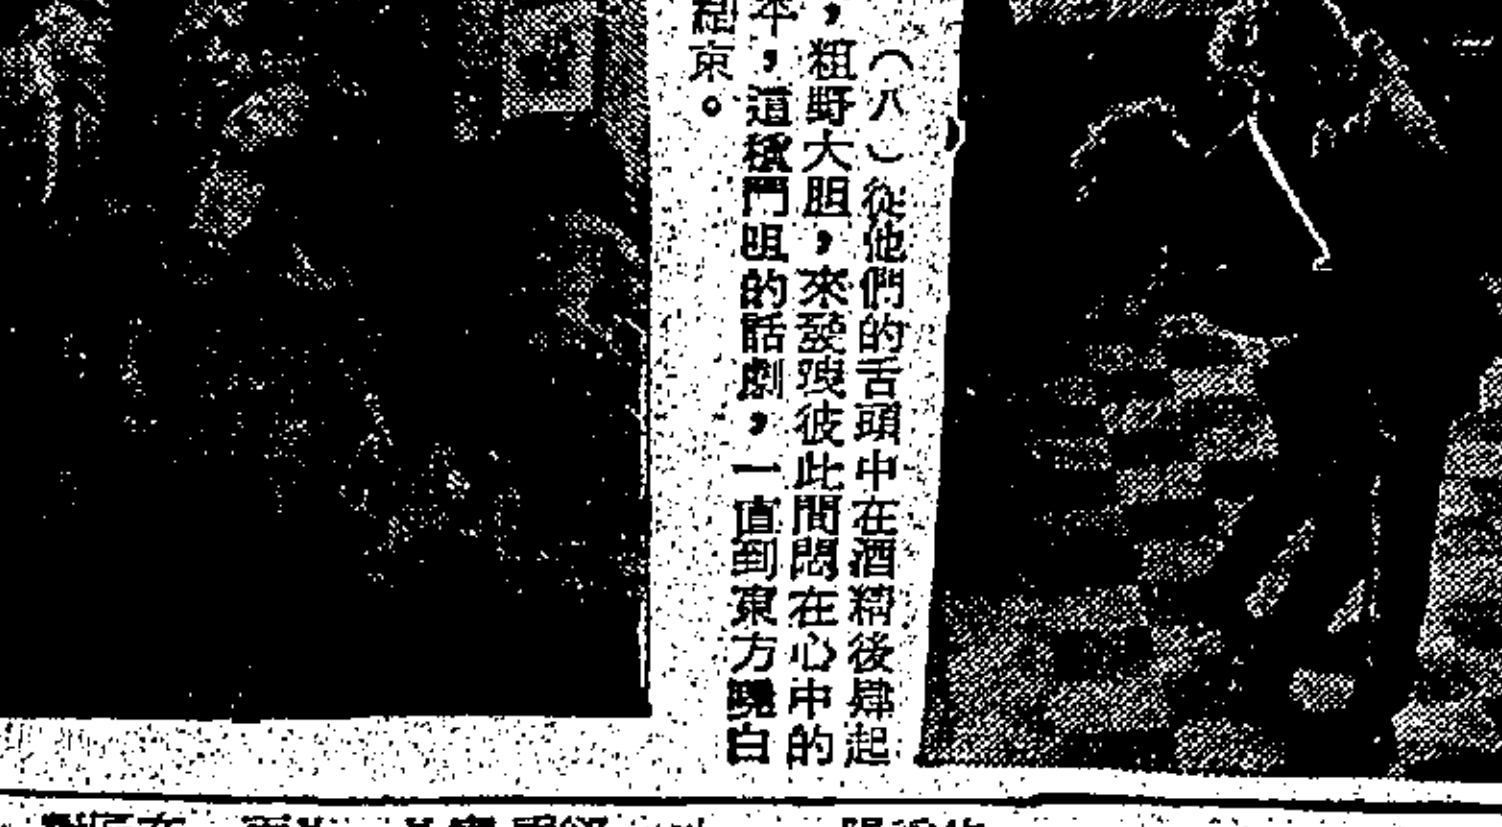 （八）從他們的舌頭中在酒精後肆起
，粗野大胆，來發洩彼此間悶在心中的
，這種鬥咀的話劇，一直到東方曉白
束。